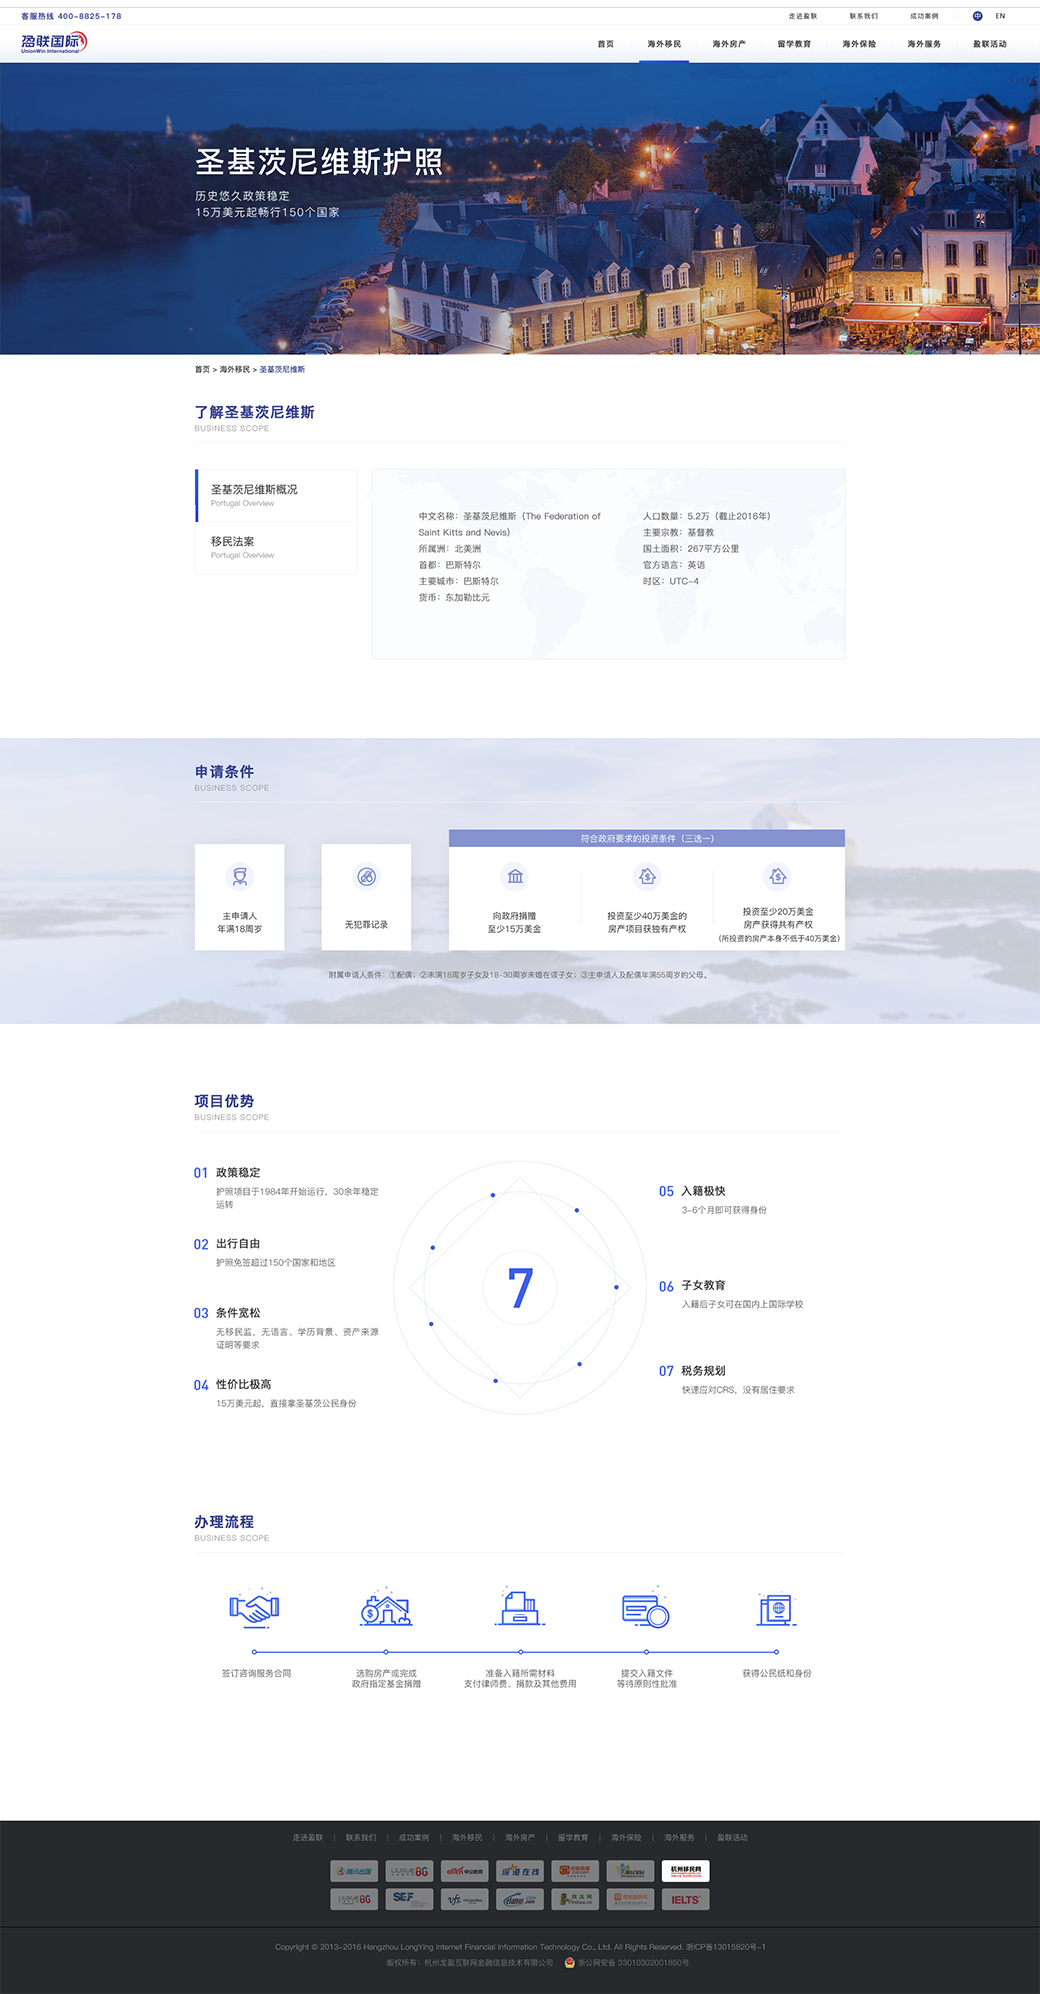 客服热线 400-8825-178
走进盈联 联系我们 成功案例 中 EN
盈联国际
UnionWin International
首页 海外移民 海外房产 留学教育 海外保险 海外服务 盈联活动
圣基茨尼维斯护照
历史悠久政策稳定
15万美元起畅行150个国家
首页 > 海外移民 > 圣基茨尼维斯
了解圣基茨尼维斯
BUSINESS SCOPE
圣基茨尼维斯概况
Portugal Overview
移民法案
Portugal Overview
中文名称：圣基茨尼维斯（The Federation of
Saint Kitts and Nevis）
所属洲：北美洲
首都：巴斯特尔
主要城市：巴斯特尔
货币：东加勒比元
人口数量：5.2万（截止2016年）
主要宗教：基督教
国土面积：267平方公里
官方语言：英语
时区：UTC-4
申请条件
BUSINESS SCOPE
符合政府要求的投资条件（三选一）
主申请人
年满18周岁
无犯罪记录
向政府捐赠
至少15万美金
投资至少40万美金的
房产项目获独有产权
投资至少20万美金
房产获得共有产权
(所投资的房产本身不低于40万美金)
附属申请人条件：①配偶；②未满18周岁子女及18-30周岁未婚在读子女；③主申请人及配偶年满55周岁的父母。
项目优势
BUSINESS SCOPE
01 政策稳定
护照项目于1984年开始运行，30余年稳定
运转
02 出行自由
护照免签超过150个国家和地区
03 条件宽松
无移民监，无语言、学历背景、资产来源
证明等要求
04 性价比极高
15万美元起，直接拿圣基茨公民身份
7
05 入籍极快
3-6个月即可获得身份
06 子女教育
入籍后子女可在国内上国际学校
07 税务规划
快速应对CRS，没有居住要求
办理流程
BUSINESS SCOPE
签订咨询服务合同
选购房产或完成
政府指定基金捐赠
准备入籍所需材料
支付律师费、捐款及其他费用
提交入籍文件
等待原则性批准
获得公民纸和身份
走进盈联 | 联系我们 | 成功案例 | 海外移民 | 海外房产 | 留学教育 | 海外保险 | 海外服务 | 盈联活动
腾讯出国 LIUXUE86 offcn 中公教育 深港在线 杭州移民网
LIUXUE86 SEF vfs Hanw.com 找法网 Findlaw.cn IELTS
Copyright © 2013-2016 Hangzhou LongYing Internet Financial Information Technology Co., Ltd. All Rights Reserved. 浙ICP备13015820号-1
版权所有：杭州龙盈互联网金融信息技术有限公司 浙公网安备 33010302001850号